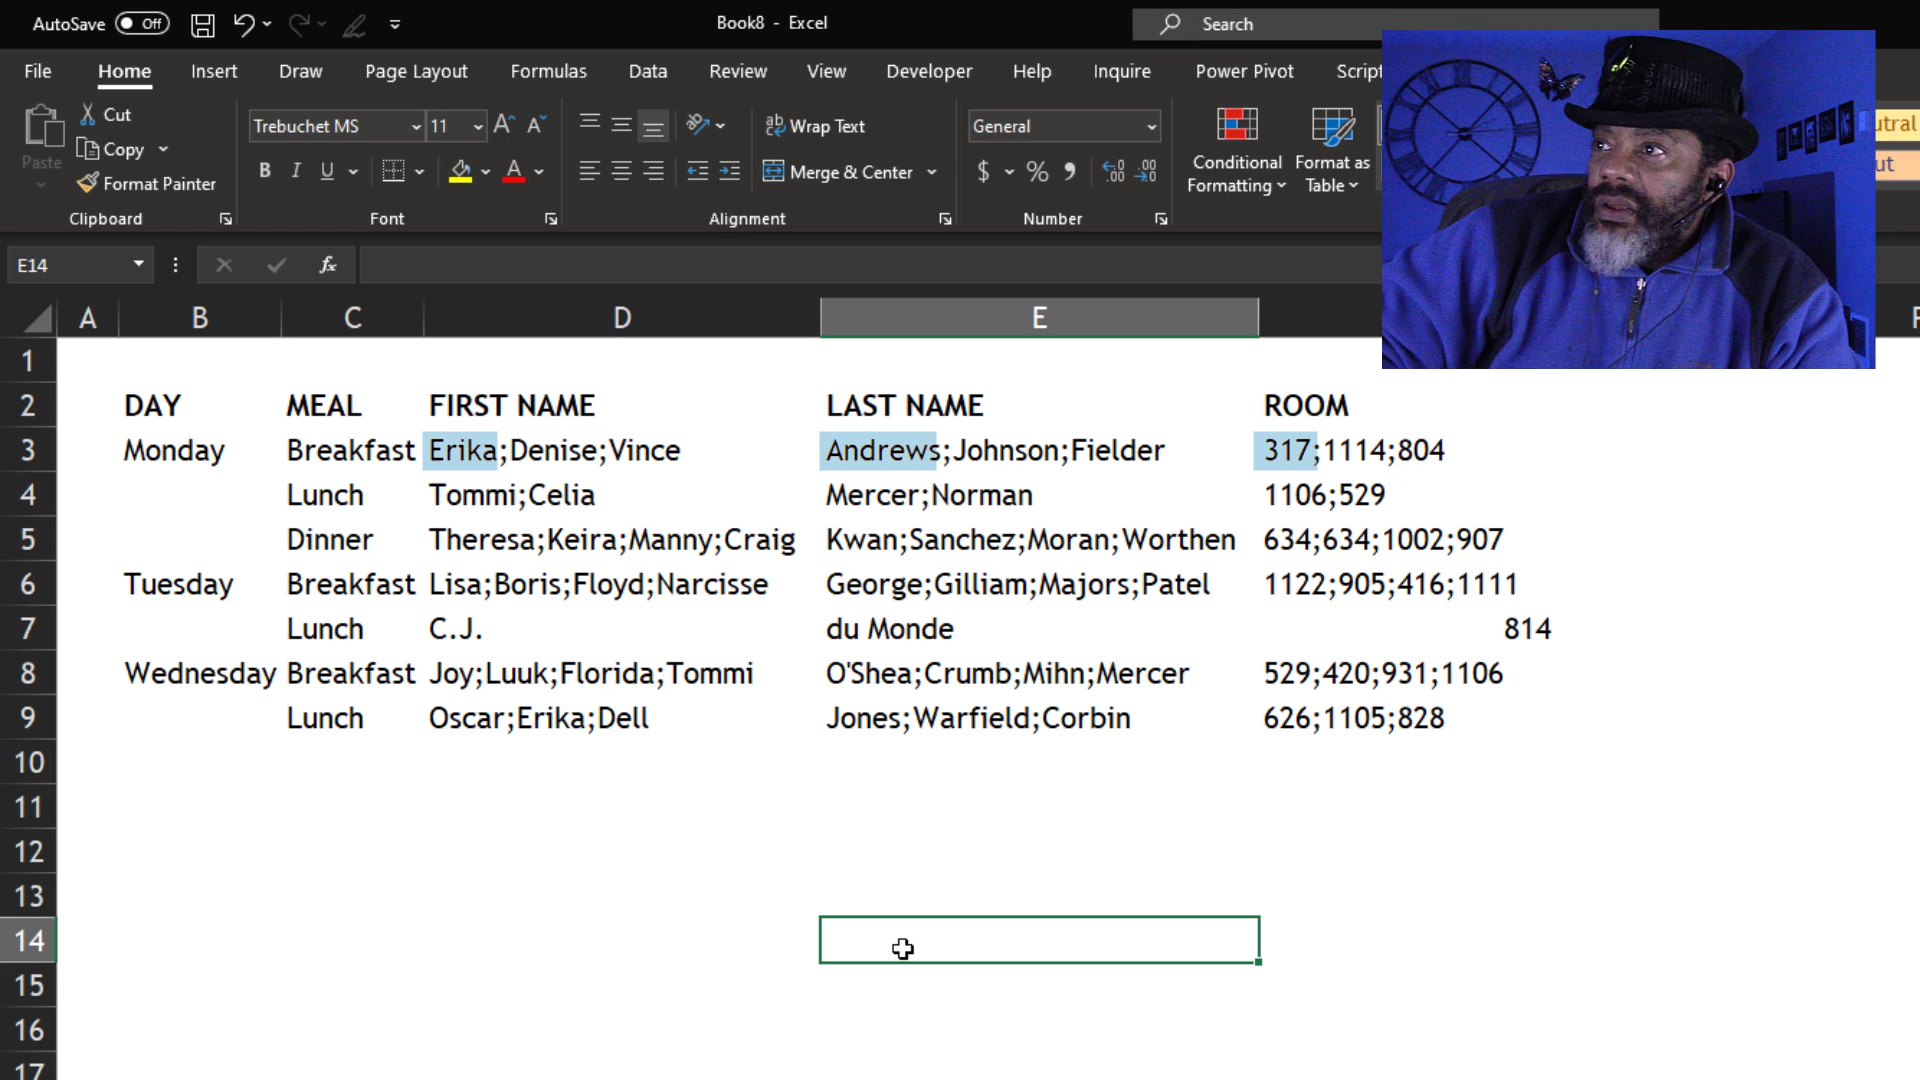 AutoSave Off Book8 - Excel Search
File Home Insert Draw Page Layout Formulas Data Review View Developer Help Inquire Power Pivot Script
Cut
Copy
Format Painter
Paste
Clipboard
Trebuchet MS 11
B I U
Font
Wrap Text
Merge & Center
Alignment
General
$ % 9
Number
Conditional Formatting
Format as Table
utral
ut
E14 fx
A B C D E
1
2 DAY MEAL FIRST NAME LAST NAME ROOM
3 Monday Breakfast Erika;Denise;Vince Andrews;Johnson;Fielder 317;1114;804
4 Lunch Tommi;Celia Mercer;Norman 1106;529
5 Dinner Theresa;Keira;Manny;Craig Kwan;Sanchez;Moran;Worthen 634;634;1002;907
6 Tuesday Breakfast Lisa;Boris;Floyd;Narcisse George;Gilliam;Majors;Patel 1122;905;416;1111
7 Lunch C.J. du Monde 814
8 Wednesday Breakfast Joy;Luuk;Florida;Tommi O'Shea;Crumb;Mihn;Mercer 529;420;931;1106
9 Lunch Oscar;Erika;Dell Jones;Warfield;Corbin 626;1105;828
10
11
12
13
14
15
16
17